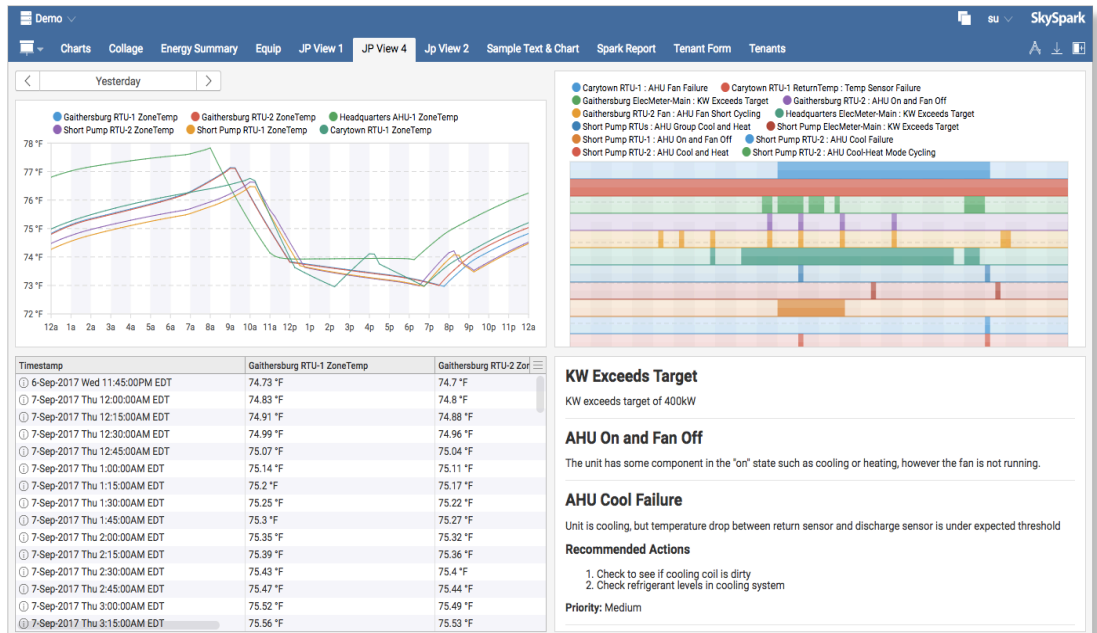 Demo
su
SkySpark
Charts Collage Energy Summary Equip JP View 1 JP View 4 Jp View 2 Sample Text & Chart Spark Report Tenant Form Tenants
Yesterday
Gaithersburg RTU-1 ZoneTemp Gaithersburg RTU-2 ZoneTemp Headquarters AHU-1 ZoneTemp
Short Pump RTU-2 ZoneTemp Short Pump RTU-1 ZoneTemp Carytown RTU-1 ZoneTemp
78 °F
77 °F
76 °F
75 °F
74 °F
73 °F
72 °F
12a 1a 2a 3a 4a 5a 6a 7a 8a 9a 10a 11a 12p 1p 2p 3p 4p 5p 6p 7p 8p 9p 10p 11p 12a
Carytown RTU-1 : AHU Fan Failure Carytown RTU-1 ReturnTemp : Temp Sensor Failure
Gaithersburg ElecMeter-Main : KW Exceeds Target Gaithersburg RTU-2 : AHU On and Fan Off
Gaithersburg RTU-2 Fan : AHU Fan Short Cycling Headquarters ElecMeter-Main : KW Exceeds Target
Short Pump RTUs : AHU Group Cool and Heat Short Pump ElecMeter-Main : KW Exceeds Target
Short Pump RTU-1 : AHU On and Fan Off Short Pump RTU-2 : AHU Cool Failure
Short Pump RTU-2 : AHU Cool and Heat Short Pump RTU-2 : AHU Cool-Heat Mode Cycling
Timestamp Gaithersburg RTU-1 ZoneTemp Gaithersburg RTU-2 Zon
6-Sep-2017 Wed 11:45:00PM EDT 74.73 °F 74.7 °F
7-Sep-2017 Thu 12:00:00AM EDT 74.83 °F 74.8 °F
7-Sep-2017 Thu 12:15:00AM EDT 74.91 °F 74.88 °F
7-Sep-2017 Thu 12:30:00AM EDT 74.99 °F 74.96 °F
7-Sep-2017 Thu 12:45:00AM EDT 75.07 °F 75.04 °F
7-Sep-2017 Thu 1:00:00AM EDT 75.14 °F 75.11 °F
7-Sep-2017 Thu 1:15:00AM EDT 75.2 °F 75.17 °F
7-Sep-2017 Thu 1:30:00AM EDT 75.25 °F 75.22 °F
7-Sep-2017 Thu 1:45:00AM EDT 75.3 °F 75.27 °F
7-Sep-2017 Thu 2:00:00AM EDT 75.35 °F 75.32 °F
7-Sep-2017 Thu 2:15:00AM EDT 75.39 °F 75.36 °F
7-Sep-2017 Thu 2:30:00AM EDT 75.43 °F 75.4 °F
7-Sep-2017 Thu 2:45:00AM EDT 75.47 °F 75.44 °F
7-Sep-2017 Thu 3:00:00AM EDT 75.52 °F 75.49 °F
7-Sep-2017 Thu 3:15:00AM EDT 75.56 °F 75.53 °F
KW Exceeds Target
KW exceeds target of 400kW
AHU On and Fan Off
The unit has some component in the "on" state such as cooling or heating, however the fan is not running.
AHU Cool Failure
Unit is cooling, but temperature drop between return sensor and discharge sensor is under expected threshold
Recommended Actions
1. Check to see if cooling coil is dirty
2. Check refrigerant levels in cooling system
Priority: Medium